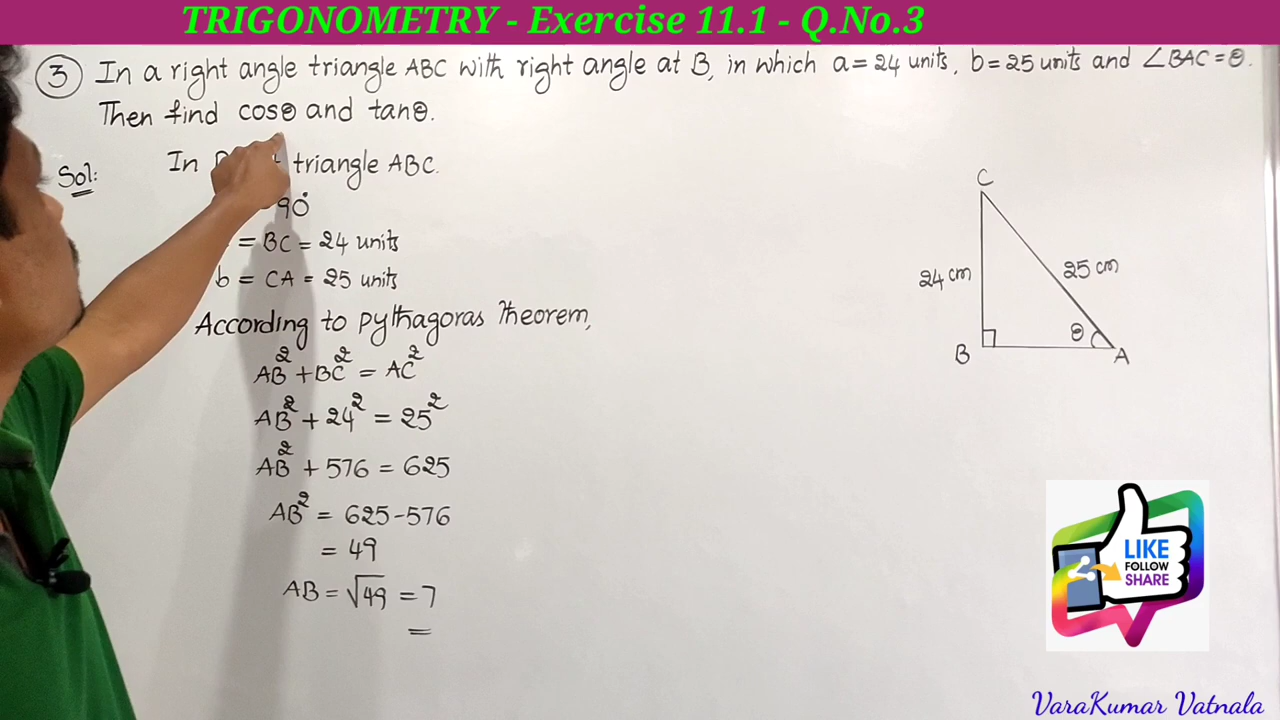 TRIGONOMETRY - Exercise 11.1 - Q.No.3
③ In a right angle triangle ABC with right angle at B, in which a = 24 units, b = 25 units and ∠BAC = θ.
Then find cosθ and tanθ.
Sol:
In triangle ABC.
90°
= BC = 24 units
b = CA = 25 units
According to pythagoras theorem,
AB² + BC² = AC²
AB² + 24² = 25²
AB² + 576 = 625
AB² = 625 - 576
= 49
AB = √49 = 7
=
C
24 cm
25 cm
θ
B
A
LIKE
FOLLOW
SHARE
VaraKumar Vatnala